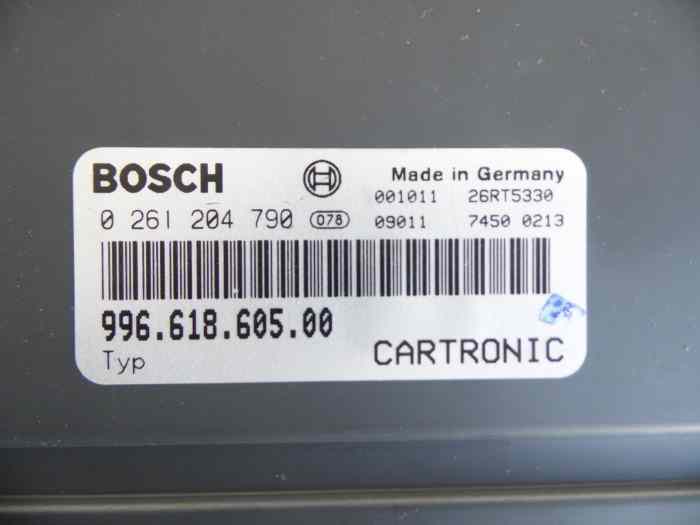 BOSCH Made in Germany
001011 26RT5330
0 261 204 790 078 09011 7450 0213
996.618.605.00
Typ CARTRONIC